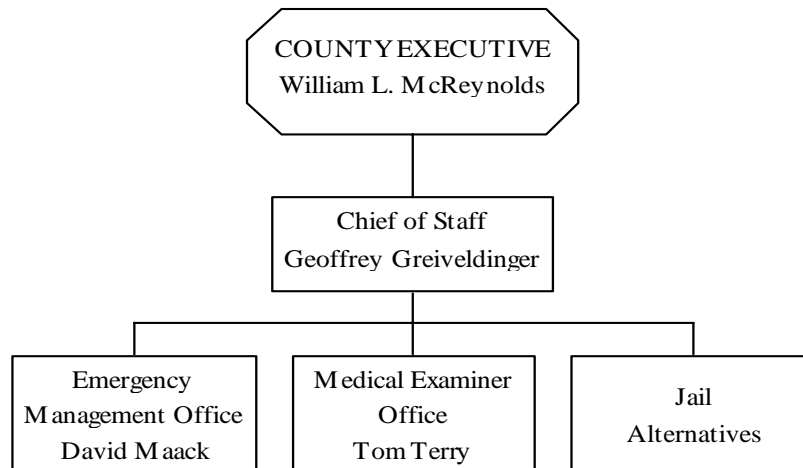 COUNTY EXECUTIVE
William L. McReynolds
Chief of Staff
Geoffrey Greiveldinger
Emergency
Management Office
David Maack
Medical Examiner
Office
Tom Terry
Jail
Alternatives